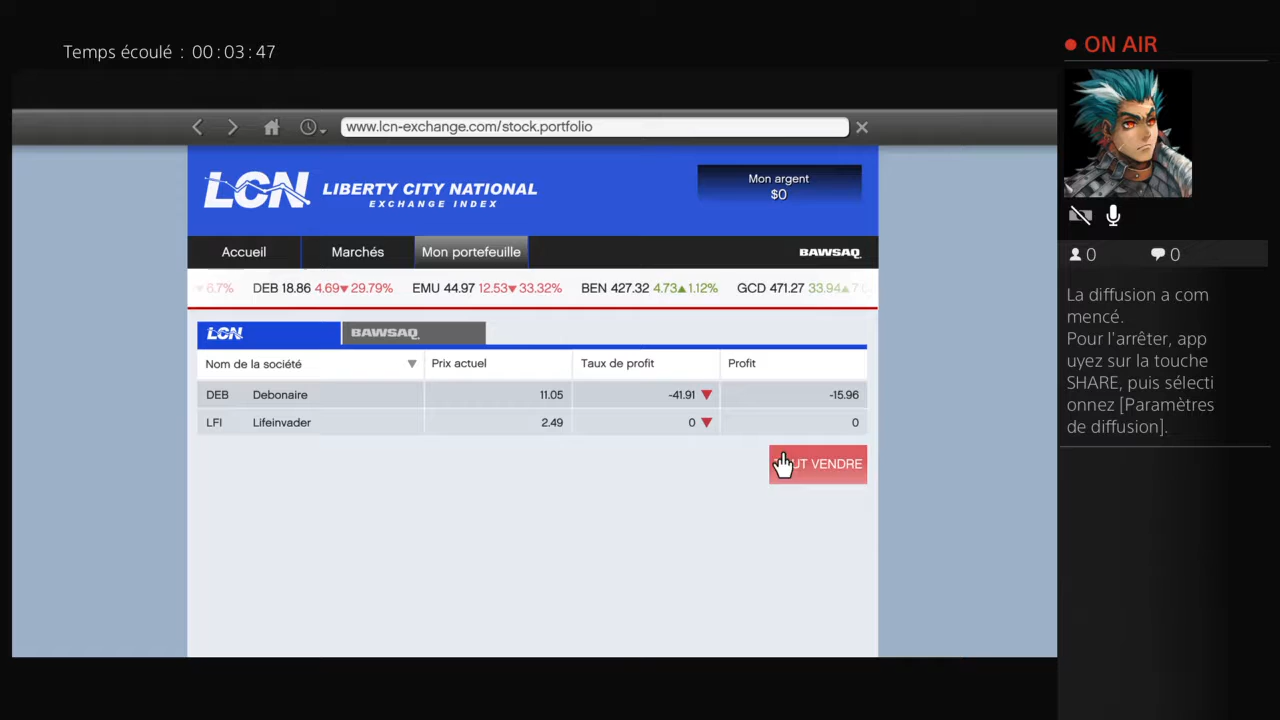 Temps écoulé : 00:03:47
ON AIR
www.lcn-exchange.com/stock.portfolio
LCN LIBERTY CITY NATIONAL
EXCHANGE INDEX
Mon argent
$0
Accueil Marchés Mon portefeuille BAWSAQ
6.7% DEB 18.86 4.69▼29.79% EMU 44.97 12.53▼33.32% BEN 427.32 4.73▲1.12% GCD 471.27 33.94▲7
LCN BAWSAQ
Nom de la société ▼ Prix actuel Taux de profit Profit
DEB Debonaire 11.05 -41.91 ▼ -15.96
LFI Lifeinvader 2.49 0 ▼ 0
VENDRE
0 0
La diffusion a com
mencé.
Pour l'arrêter, app
uyez sur la touche
SHARE, puis sélecti
onnez [Paramètres
de diffusion].